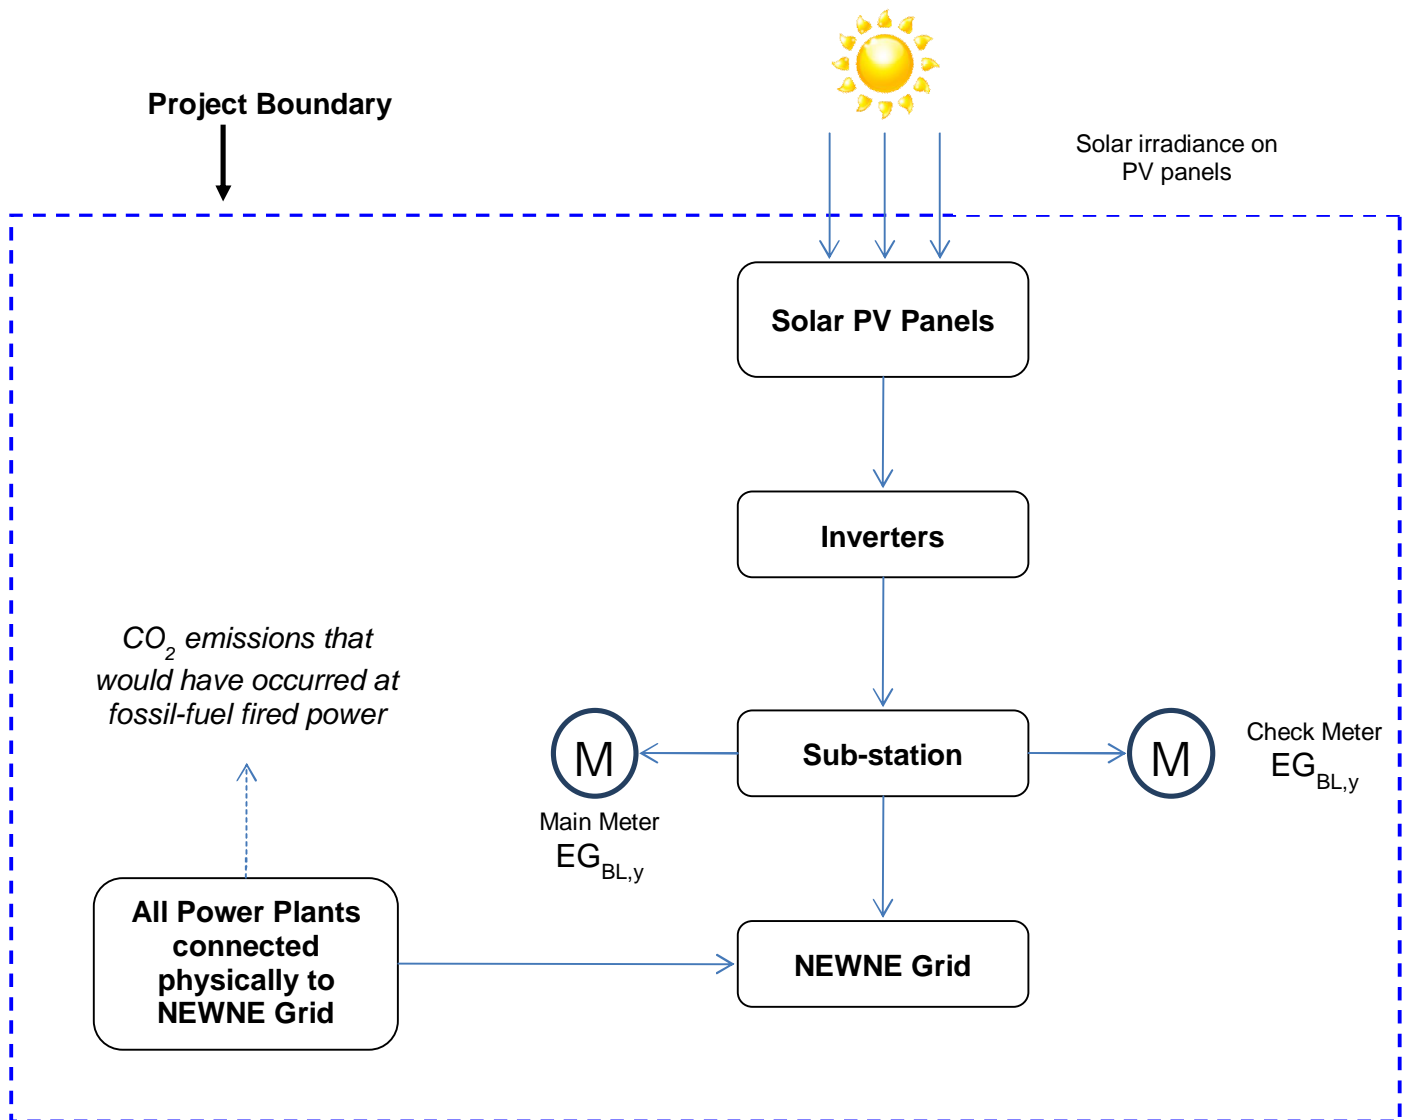 Project Boundary
Solar irradiance on
PV panels
Solar PV Panels
Inverters
CO₂ emissions that
would have occurred at
fossil-fuel fired power
M
Sub-station
M
Check Meter
EG_BL,y
Main Meter
EG_BL,y
All Power Plants
connected
physically to
NEWNE Grid
NEWNE Grid